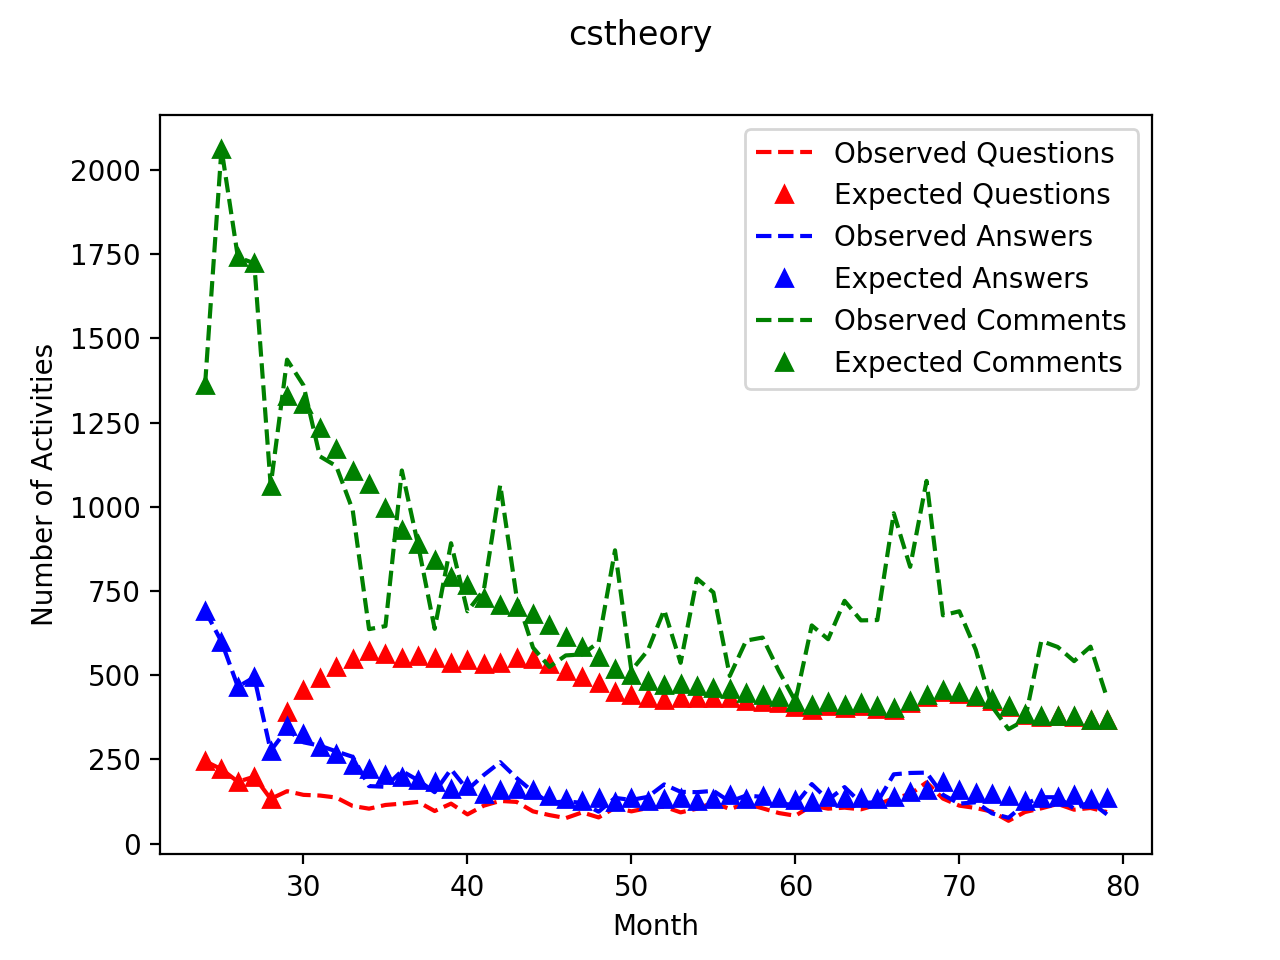 cstheory
Observed Questions
Expected Questions
Observed Answers
Expected Answers
Observed Comments
Expected Comments
Number of Activities
2000
1750
1500
1250
1000
750
500
250
0
30 40 50 60 70 80
Month